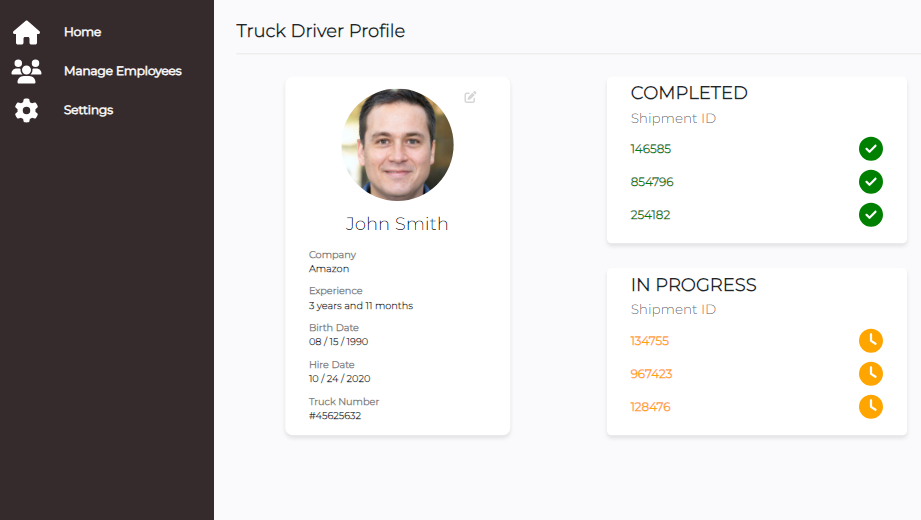 Home
Manage Employees
Settings
Truck Driver Profile
John Smith
Company
Amazon
Experience
3 years and 11 months
Birth Date
08 / 15 / 1990
Hire Date
10 / 24 / 2020
Truck Number
#45625632
COMPLETED
Shipment ID
146585
854796
254182
IN PROGRESS
Shipment ID
134755
967423
128476